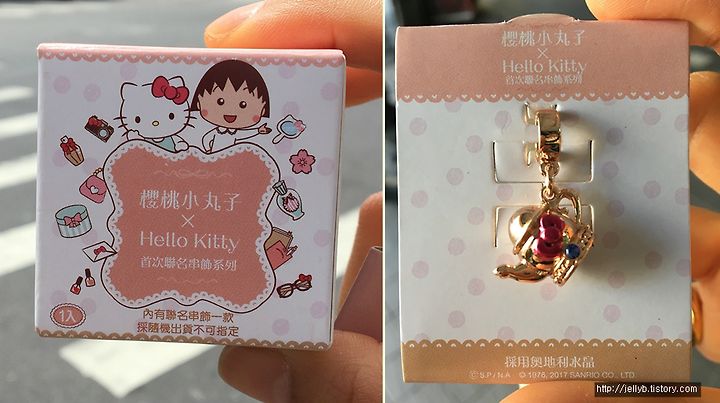 櫻桃小丸子
×
Hello Kitty
首次聯名串飾系列
1入
內有聯名串飾一款
採隨機出貨不可指定
櫻桃小丸子
×
Hello Kitty
首次聯名串飾系列
採用奧地利水晶
©S.P / N.A © 1976, 2017 SANRIO CO., LTD.
http://jellyb.tistory.com